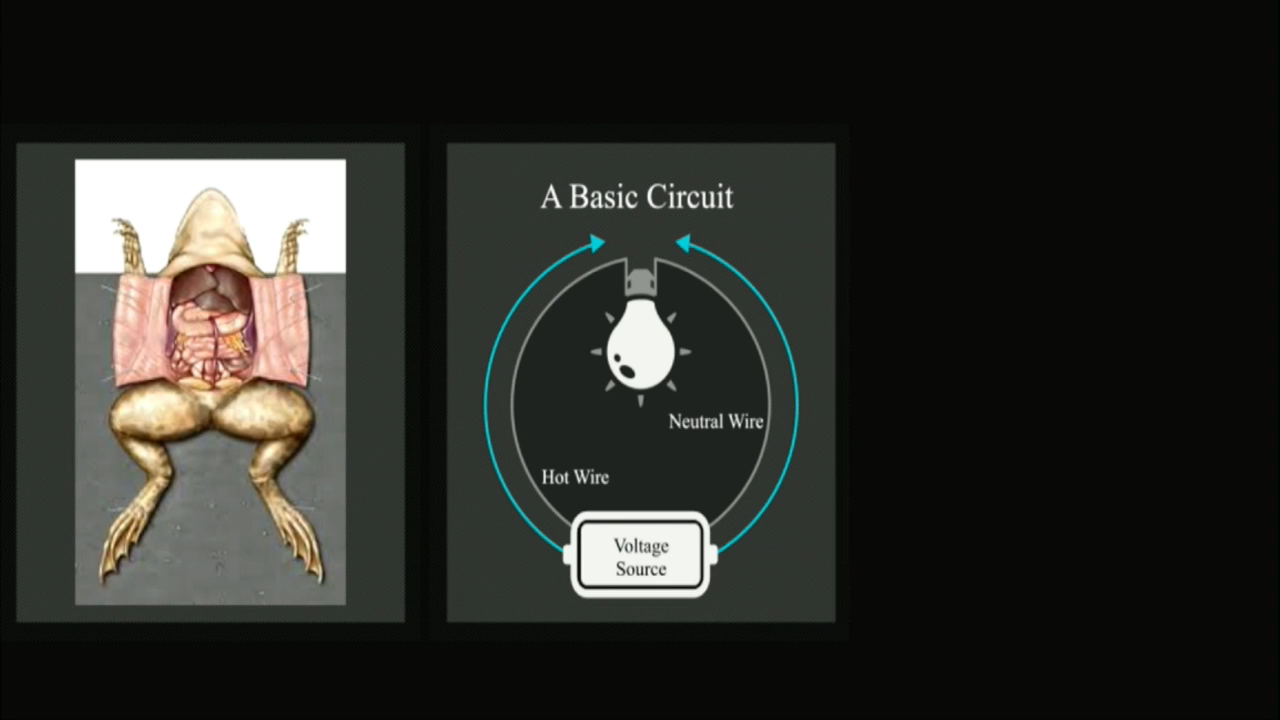 A Basic Circuit
Neutral Wire
Hot Wire
Voltage
Source